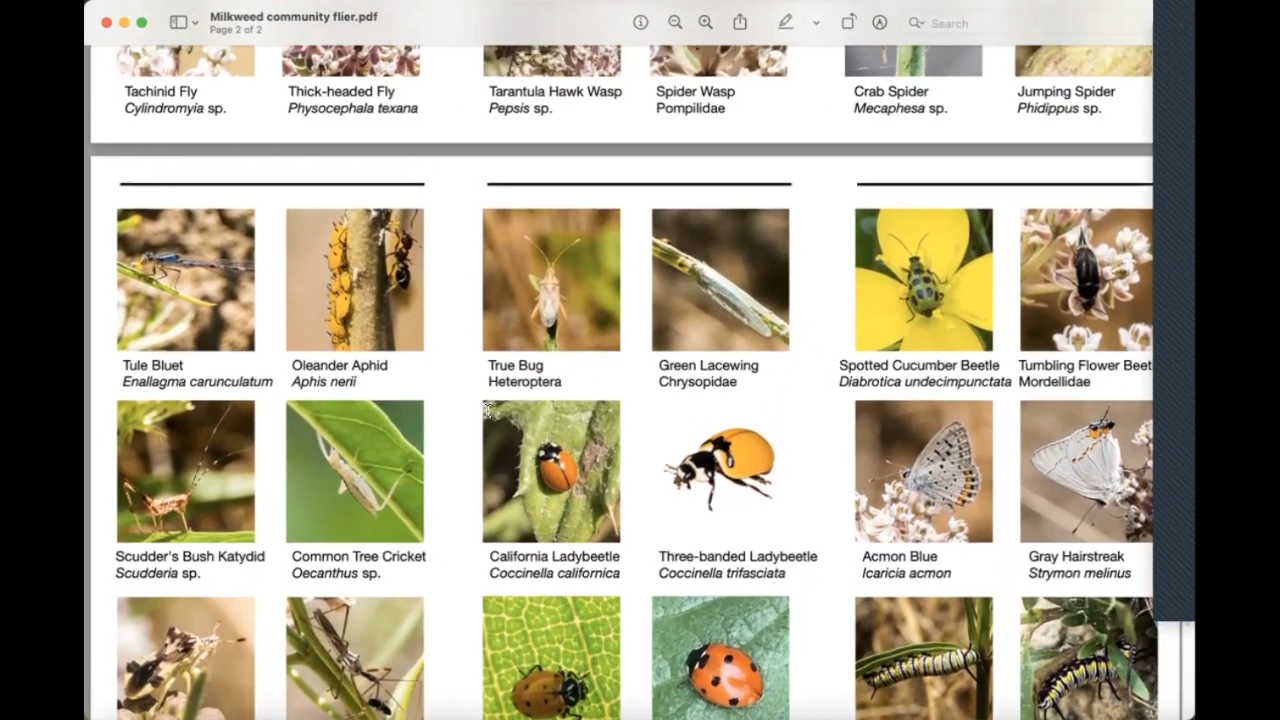 Milkweed community flier.pdf
Page 2 of 2
Search
Tachinid Fly
Cylindromyia sp.
Thick-headed Fly
Physocephala texana
Tarantula Hawk Wasp
Pepsis sp.
Spider Wasp
Pompilidae
Crab Spider
Mecaphesa sp.
Jumping Spider
Phidippus sp.
Tule Bluet
Enallagma carunculatum
Oleander Aphid
Aphis nerii
True Bug
Heteroptera
Green Lacewing
Chrysopidae
Spotted Cucumber Beetle
Diabrotica undecimpunctata
Tumbling Flower Beet
Mordellidae
Scudder's Bush Katydid
Scudderia sp.
Common Tree Cricket
Oecanthus sp.
California Ladybeetle
Coccinella californica
Three-banded Ladybeetle
Coccinella trifasciata
Acmon Blue
Icaricia acmon
Gray Hairstreak
Strymon melinus